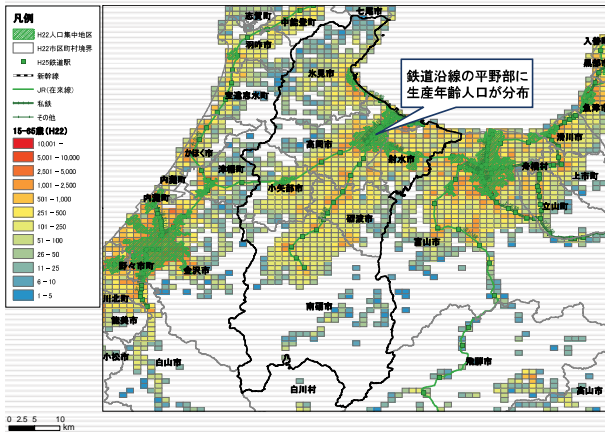 凡例
H22人口集中地区
H22市区町村境界
H25鉄道駅
新幹線
JR(在来線)
私鉄
その他
15-65歳(H22)
10,001 -
5,001 - 10,000
2,501 - 5,000
1,001 - 2,500
501 - 1,000
251 - 500
101 - 250
51 - 100
26 - 50
11 - 25
6 - 10
1 - 5
志賀町
中能登町
七尾市
羽咋市
氷見市
鉄道沿線の平野部に
生産年齢人口が分布
入善町
黒部市
魚津市
滑川市
宝達志水町
高岡市
射水市
舟橋村
上市町
かほく市
津幡町
内灘町
小矢部市
立山町
内灘町
砺波市
富山市
野々市町
金沢市
川北町
能美市
南砺市
小松市
白山市
白川村
飛騨市
高山市
0 2.5 5 10
km